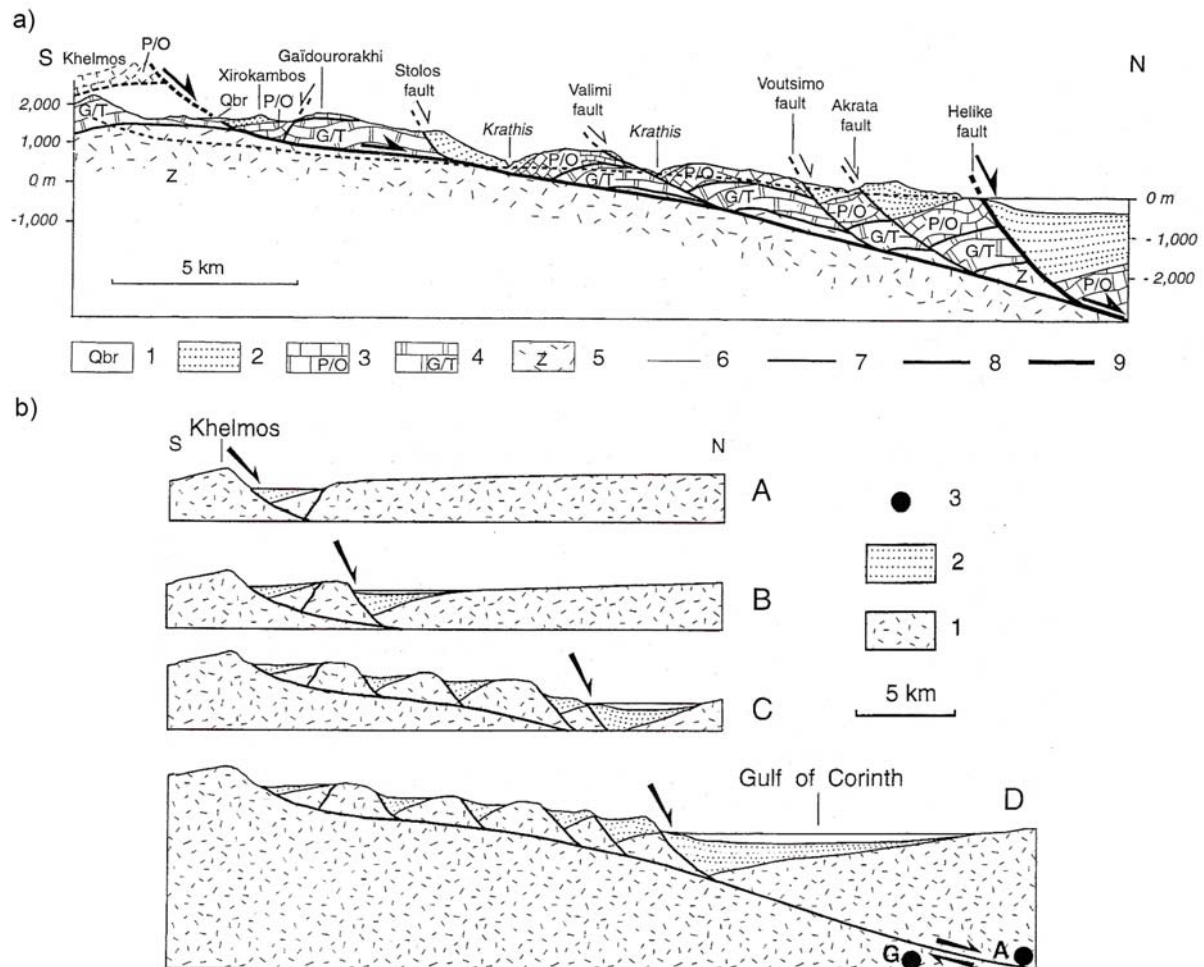 a)
S
N
Khelmos
P/O
Xirokambos
Qbr
P/O
Gaïdourorakhi
Stolos
fault
Krathis
Valimi
fault
Krathis
Voutsimo
fault
Akrata
fault
Helike
fault
2,000
1,000
0 m
-1,000
G/T
G/T
P/O
G/T
P/O
G/T
P/O
G/T
P/O
G/T
Z
Z
P/O
0 m
- 1,000
- 2,000
5 km
Qbr 1 2 3 P/O 4 G/T Z 5 6 7 8 9
b)
Khelmos
S
N
A
B
C
3
2
1
5 km
Gulf of Corinth
D
G
A